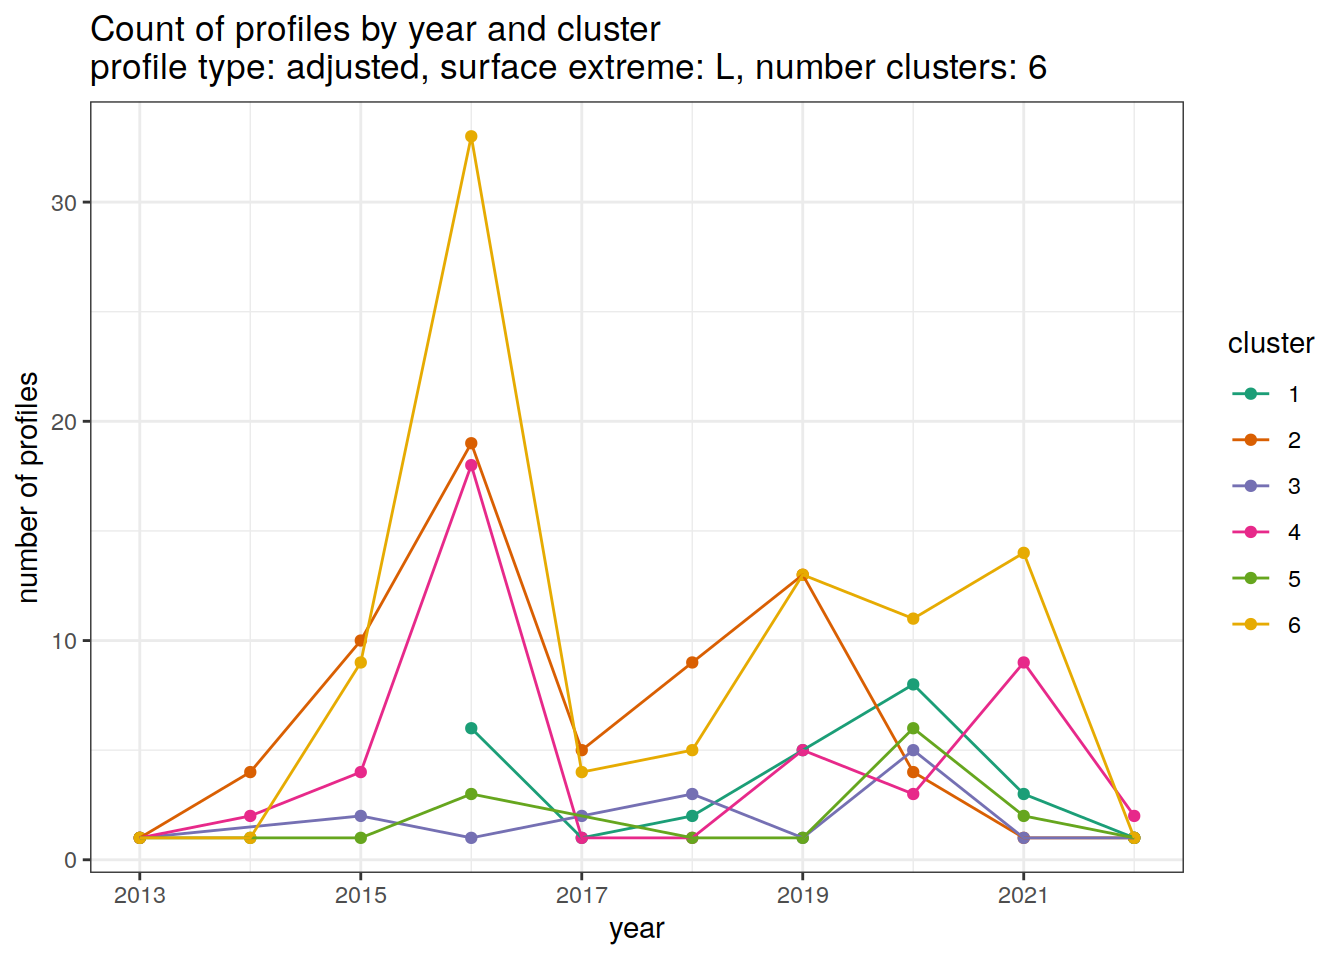 Count of profiles by year and cluster
profile type: adjusted, surface extreme: L, number clusters: 6
number of profiles
30
20
10
0
2013 2015 2017 2019 2021
year
cluster
1
2
3
4
5
6